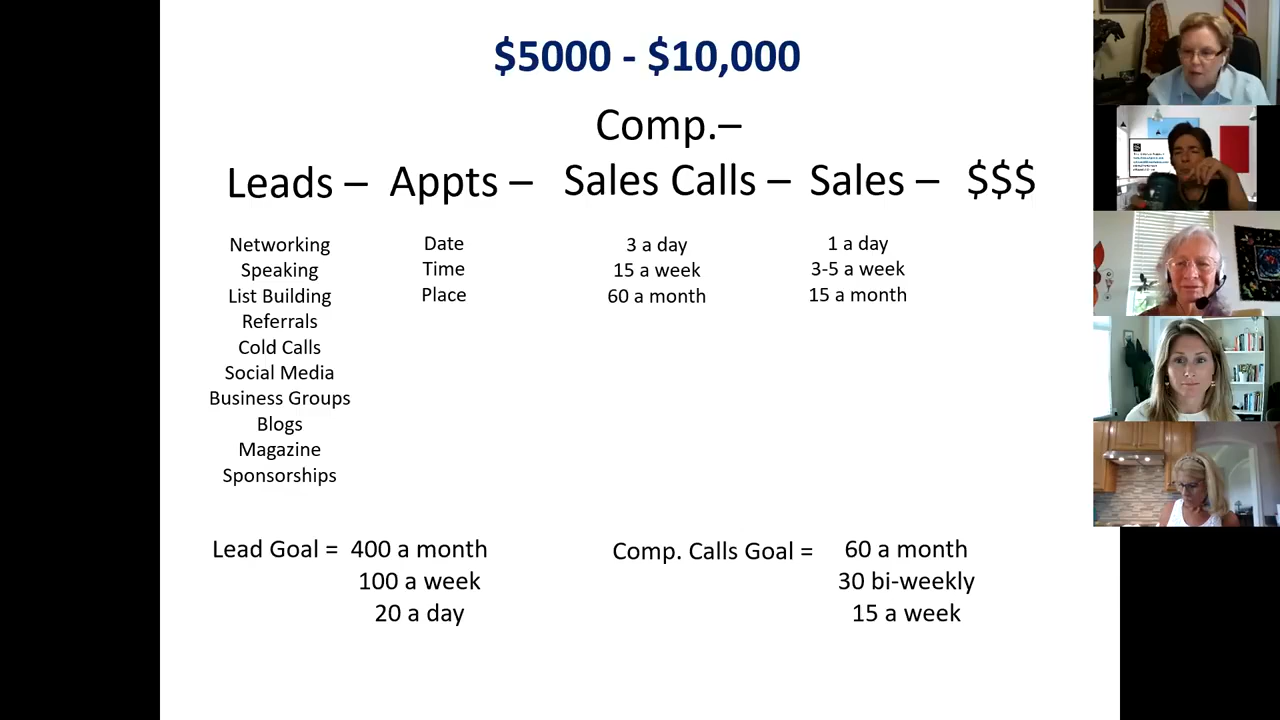 $5000 - $10,000
Comp.–
Leads – Appts – Sales Calls – Sales – $$$
Networking
Speaking
List Building
Referrals
Cold Calls
Social Media
Business Groups
Blogs
Magazine
Sponsorships
Date
Time
Place
3 a day
15 a week
60 a month
1 a day
3-5 a week
15 a month
Lead Goal = 400 a month
100 a week
20 a day
Comp. Calls Goal = 60 a month
30 bi-weekly
15 a week